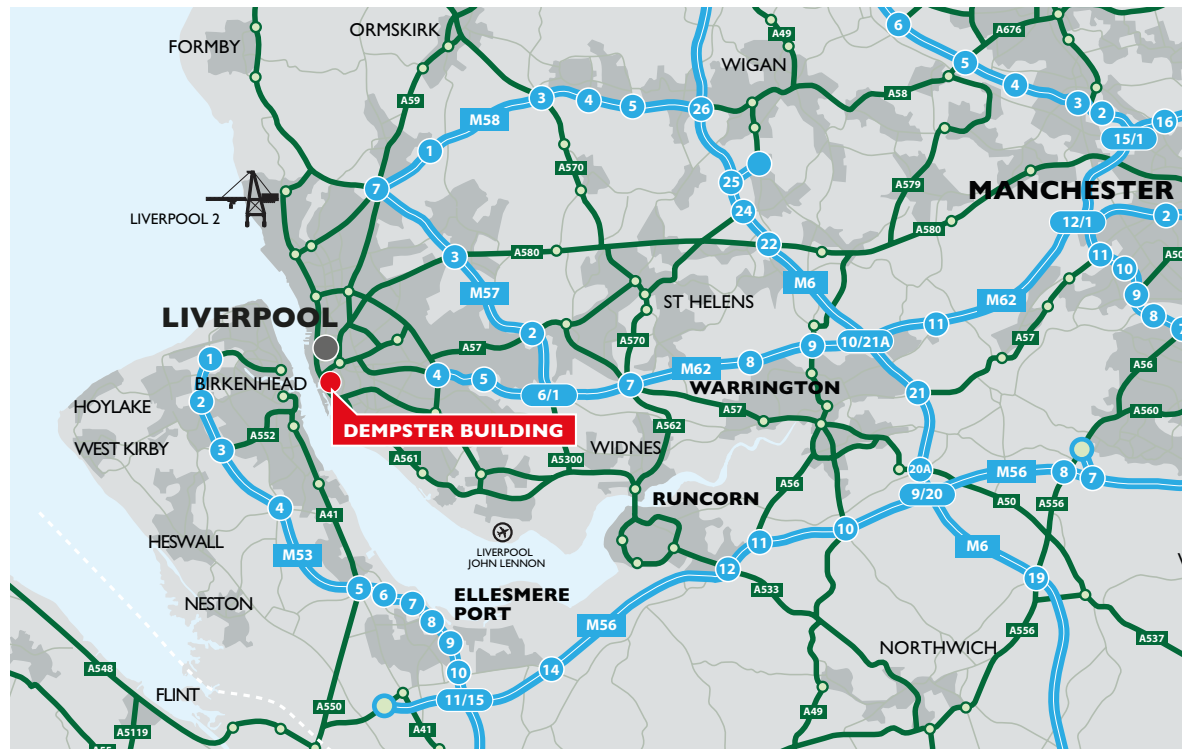 FORMBY
ORMSKIRK
A59
M58
7
1
3
4
5
26
A49
WIGAN
A58
6
5
4
3
2
15/1
16
A676
A570
25
24
22
A579
MANCHESTER
12/1
2
LIVERPOOL 2
A580
A580
3
M57
2
ST HELENS
A570
M6
M62
11
11
10
9
8
A57
A56
A560
LIVERPOOL
A57
4
5
6/1
7
M62
8
9
10/21A
WARRINGTON
A57
21
1
BIRKENHEAD
HOYLAKE
2
WEST KIRBY
A552
3
DEMPSTER BUILDING
WIDNES
A562
A561
A5300
20A
9/20
M56
8
7
A556
A50
RUNCORN
A56
10
11
12
A533
M6
19
4
A41
HESWALL
M53
LIVERPOOL
JOHN LENNON
NESTON
5
6
7
8
9
10
ELLESMERE
PORT
M56
14
11/15
NORTHWICH
A556
A537
A548
FLINT
A550
A41
A49
A5119